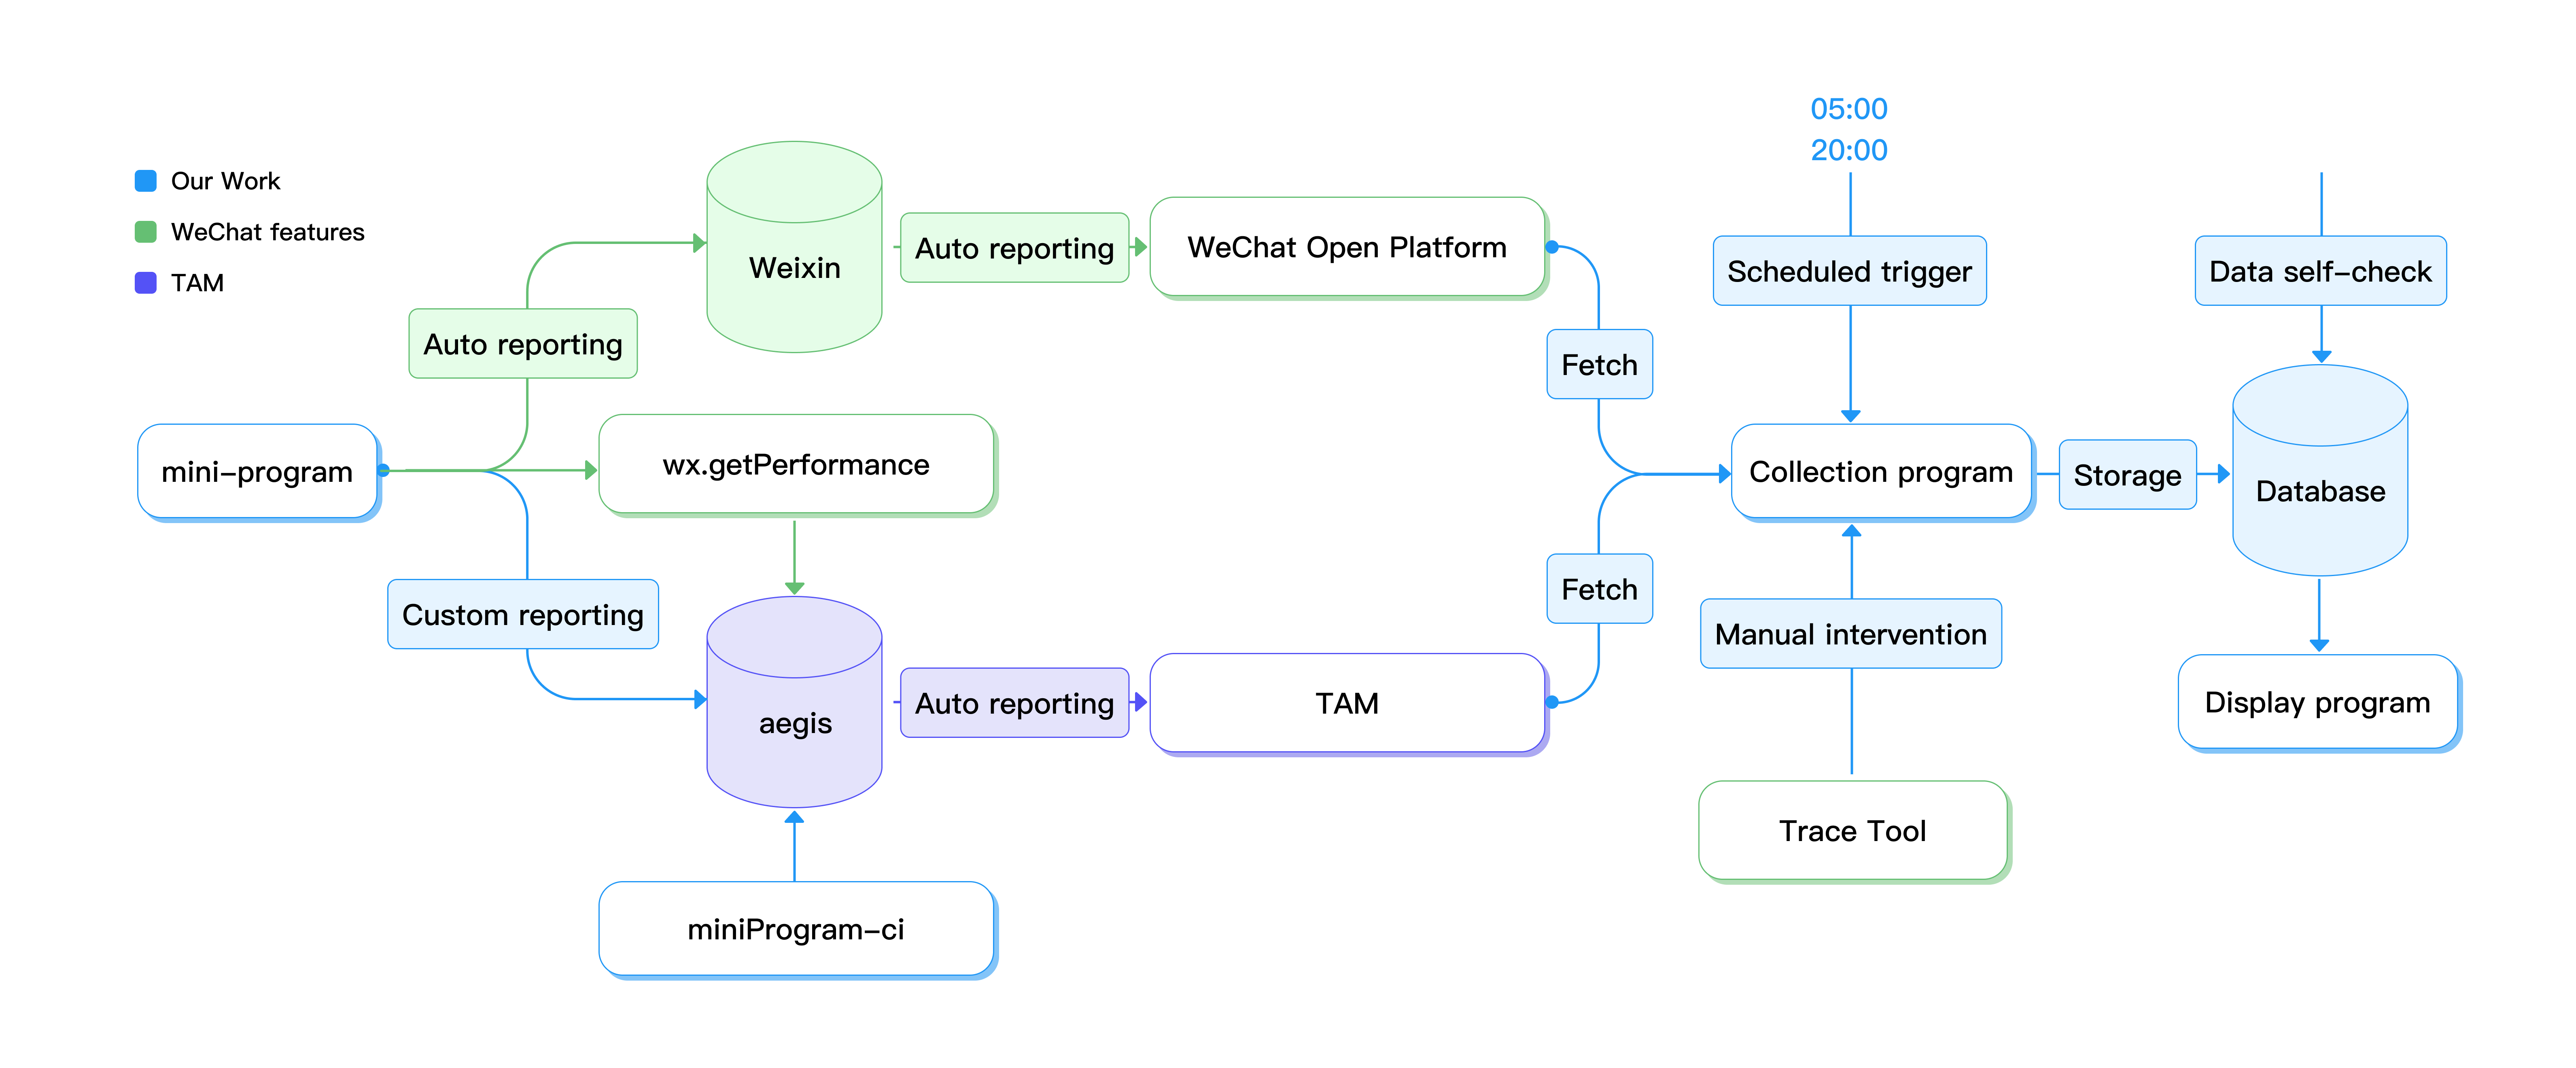 05:00
20:00
Our Work
WeChat features
TAM
Weixin
Auto reporting
WeChat Open Platform
Scheduled trigger
Data self-check
Auto reporting
Fetch
mini-program
wx.getPerformance
Collection program
Storage
Database
Custom reporting
Fetch
Manual intervention
aegis
Auto reporting
TAM
Display program
Trace Tool
miniProgram-ci